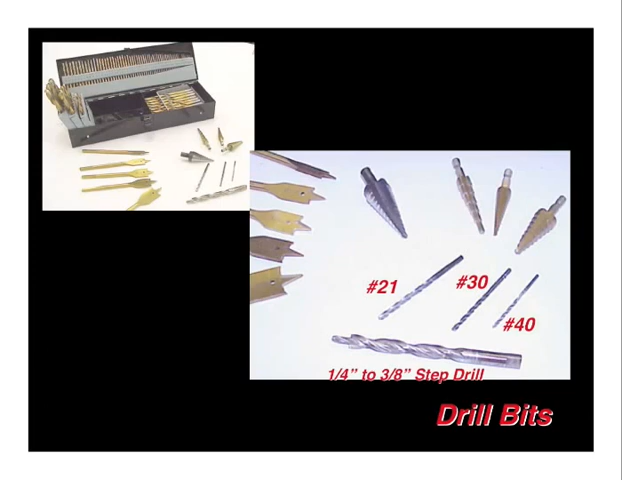 #21
#30
#40
1/4” to 3/8” Step Drill
Drill Bits